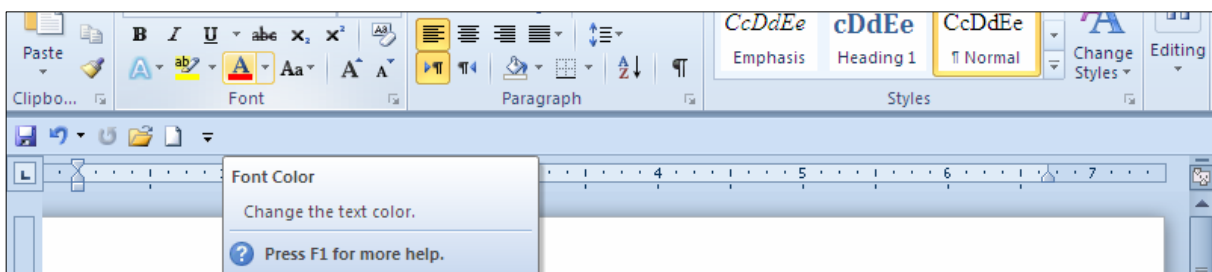 CcDdEe cDdEe CcDdEe
B I U abc x₂ x²
Paste Emphasis Heading 1 ¶ Normal Change Styles Editing
A ab A Aa A A ¶ ¶ A Z ¶
Clipbo... Font Paragraph Styles
L 4 5 6 7
Font Color
Change the text color.
? Press F1 for more help.